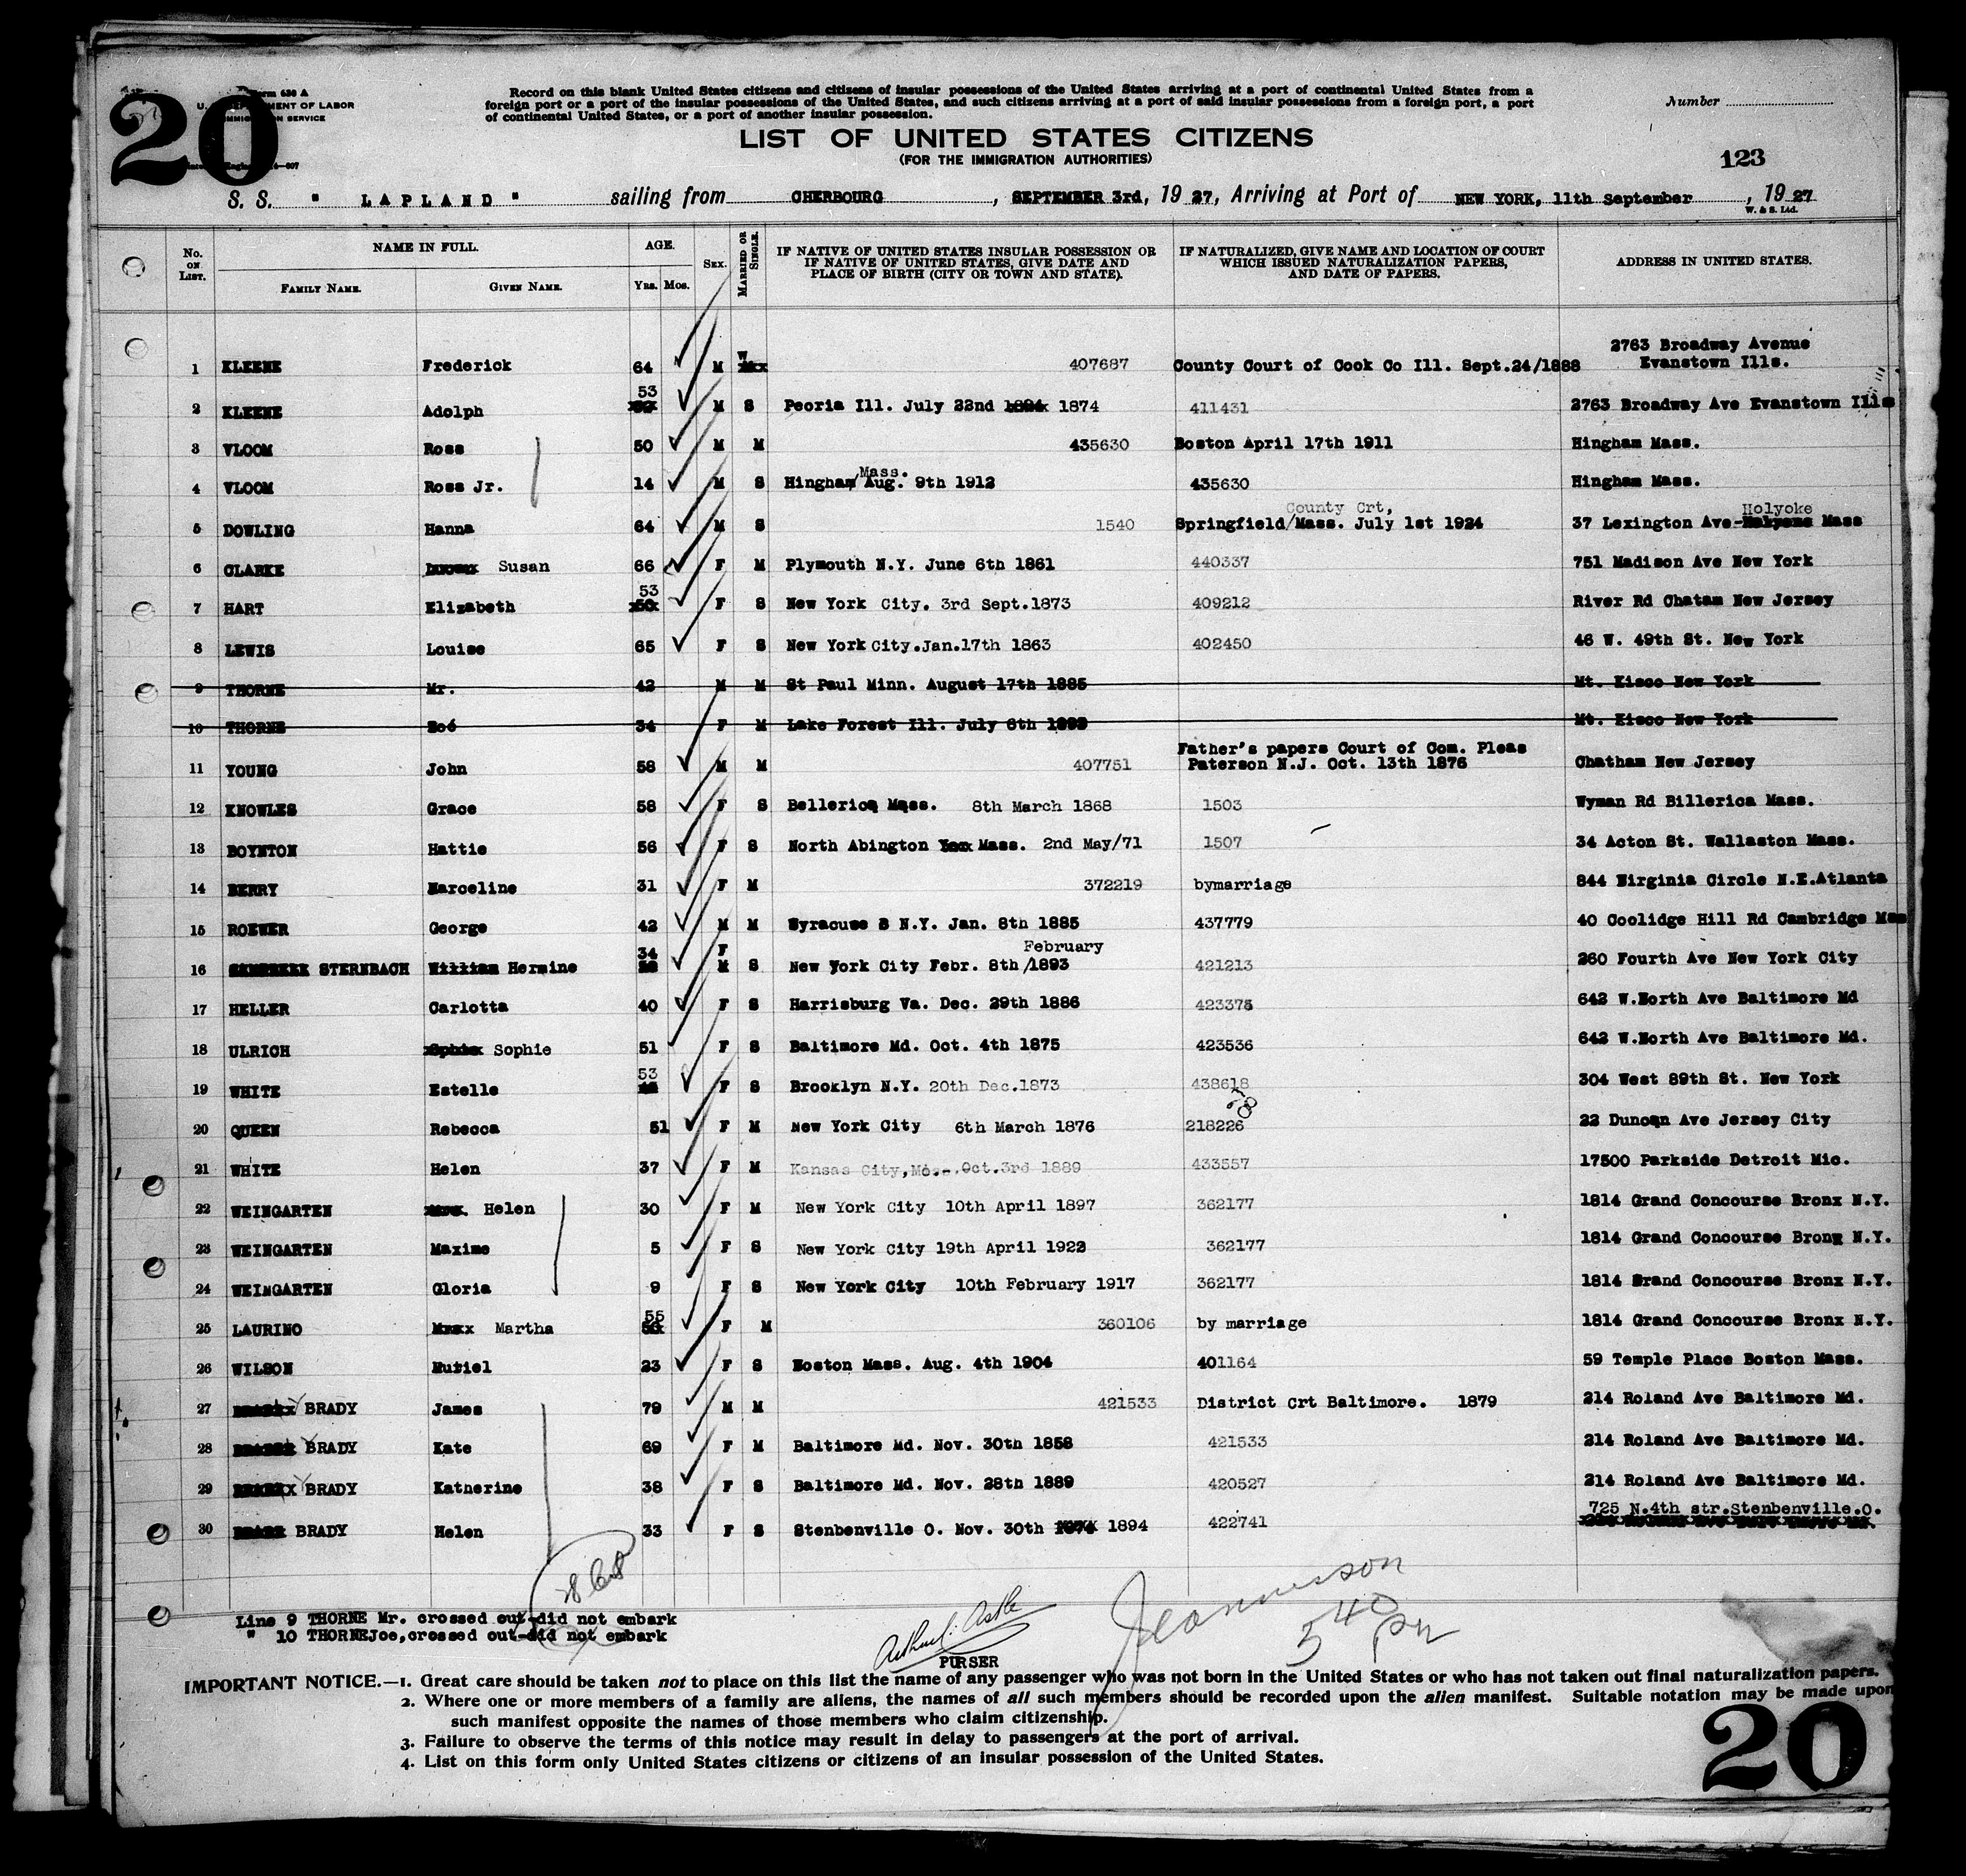 20
Form 630 A
U. S. DEPARTMENT OF LABOR
IMMIGRATION SERVICE
Record on this blank United States citizens and citizens of insular possessions of the United States arriving at a port of continental United States from a
foreign port or a port of the insular possessions of the United States, and such citizens arriving at a port of said insular possessions from a foreign port, a port
of continental United States, or a port of another insular possession.
Number
LIST OF UNITED STATES CITIZENS
(FOR THE IMMIGRATION AUTHORITIES)
123
S. S. " LAPLAND " sailing from CHERBOURG, SEPTEMBER 3rd, 1927, Arriving at Port of NEW YORK, 11th September, 1927
W. & S. Ltd.
No. ON LIST. NAME IN FULL. FAMILY NAME. GIVEN NAME. AGE. YRS. MOS. SEX. MARRIED OR SINGLE. IF NATIVE OF UNITED STATES INSULAR POSSESSION OR IF NATIVE OF UNITED STATES, GIVE DATE AND PLACE OF BIRTH (CITY OR TOWN AND STATE). IF NATURALIZED, GIVE NAME AND LOCATION OF COURT WHICH ISSUED NATURALIZATION PAPERS, AND DATE OF PAPERS. ADDRESS IN UNITED STATES.
1 KLEENE Frederick 64 M W 407687 County Court of Cook Co Ill. Sept.24/1888 2763 Broadway Avenue Evanstown Ills.
2 KLEENE Adolph 53 M S Peoria Ill. July 22nd 1874 411431 2763 Broadway Ave Evanstown Ills
3 VLOOM Ross 50 M M 435630 Boston April 17th 1911 Hingham Mass.
4 VLOOM Ross Jr. 14 M S Hingham/Mass. Aug. 9th 1912 435630 Hingham Mass.
5 DOWLING Hanna 64 M S 1540 Springfield/County Crt, Mass. July 1st 1924 37 Lexington Ave-Holyoke Mass
6 CLARKE Susan 66 F M Plymouth N.Y. June 6th 1861 440337 751 Madison Ave New York
7 HART Elizabeth 53 F S New York City. 3rd Sept.1873 409212 River Rd Chatam New Jersey
8 LEWIS Louise 65 F S New York City.Jan.17th 1863 402450 46 W. 49th St. New York
9 THORNE Mr. 42 M M St Paul Minn. August 17th 1885 Mt. Kisco New York
10 THORNE Zoé 34 F M Lake Forest Ill. July 6th 1893 Mt. Kisco New York
11 YOUNG John 58 M M 407751 Father's papers Court of Com. Pleas Paterson N.J. Oct. 13th 1876 Chatham New Jersey
12 KNOWLES Grace 58 F S Bellerica Mass. 8th March 1868 1503 Wyman Rd Billerica Mass.
13 BOYNTON Hattie 56 F S North Abington Mass. 2nd May/71 1507 34 Acton St. Wallaston Mass.
14 BERRY Marceline 31 F M 372219 bymarriage 844 Virginia Circle N.E.Atlanta
15 ROEWER George 42 M M Syracuse N.Y. Jan. 8th 1885 437779 40 Coolidge Hill Rd Cambridge Mas
16 STERNBACH William Hermine 34 F M S New York City Febr. 8th/February 1893 421213 260 Fourth Ave New York City
17 HELLER Carlotta 40 F S Harrisburg Va. Dec. 29th 1886 423375 642 W.North Ave Baltimore Md
18 ULRICH Sophie 51 F S Baltimore Md. Oct. 4th 1875 423536 642 W.North Ave Baltimore Md.
19 WHITE Estelle 53 F S Brooklyn N.Y. 20th Dec.1873 438618 304 West 89th St. New York
20 QUEEN Rebecca 51 F M New York City 6th March 1876 218226 22 Duncan Ave Jersey City
21 WHITE Helen 37 F M Kansas City,Mo.-.Oct.3rd 1889 433557 17500 Parkside Detroit Mic.
22 WEINGARTEN Helen 30 F M New York City 10th April 1897 362177 1814 Grand Concourse Bronx N.Y.
23 WEINGARTEN Maxime 5 F S New York City 19th April 1922 362177 1814 Grand Concourse Bronx N.Y.
24 WEINGARTEN Gloria 9 F S New York City 10th February 1917 362177 1814 Grand Concourse Bronx N.Y.
25 LAURINO Martha 55 F M 360106 by marriage 1814 Grand Concourse Bronx N.Y.
26 WILSON Muriel 23 F S Boston Mass. Aug. 4th 1904 401164 59 Temple Place Boston Mass.
27 BRADY James 79 M M 421533 District Crt Baltimore. 1879 214 Roland Ave Baltimore Md.
28 BRADY Kate 69 F M Baltimore Md. Nov. 30th 1858 421533 214 Roland Ave Baltimore Md.
29 BRADY Katherine 38 F S Baltimore Md. Nov. 28th 1889 420527 214 Roland Ave Baltimore Md.
30 BRADY Helen 33 F S Stenbenville O. Nov. 30th 1894 422741 725 N.4th str.Stenbenville.O.
Line 9 THORNE Mr. crossed out-did not embark
" 10 THORNEJoe,crossed out-did not embark
PURSER
5 40 pm
IMPORTANT NOTICE.—1. Great care should be taken not to place on this list the name of any passenger who was not born in the United States or who has not taken out final naturalization papers.
2. Where one or more members of a family are aliens, the names of all such members should be recorded upon the alien manifest. Suitable notation may be made upon
such manifest opposite the names of those members who claim citizenship.
3. Failure to observe the terms of this notice may result in delay to passengers at the port of arrival.
4. List on this form only United States citizens or citizens of an insular possession of the United States.
20